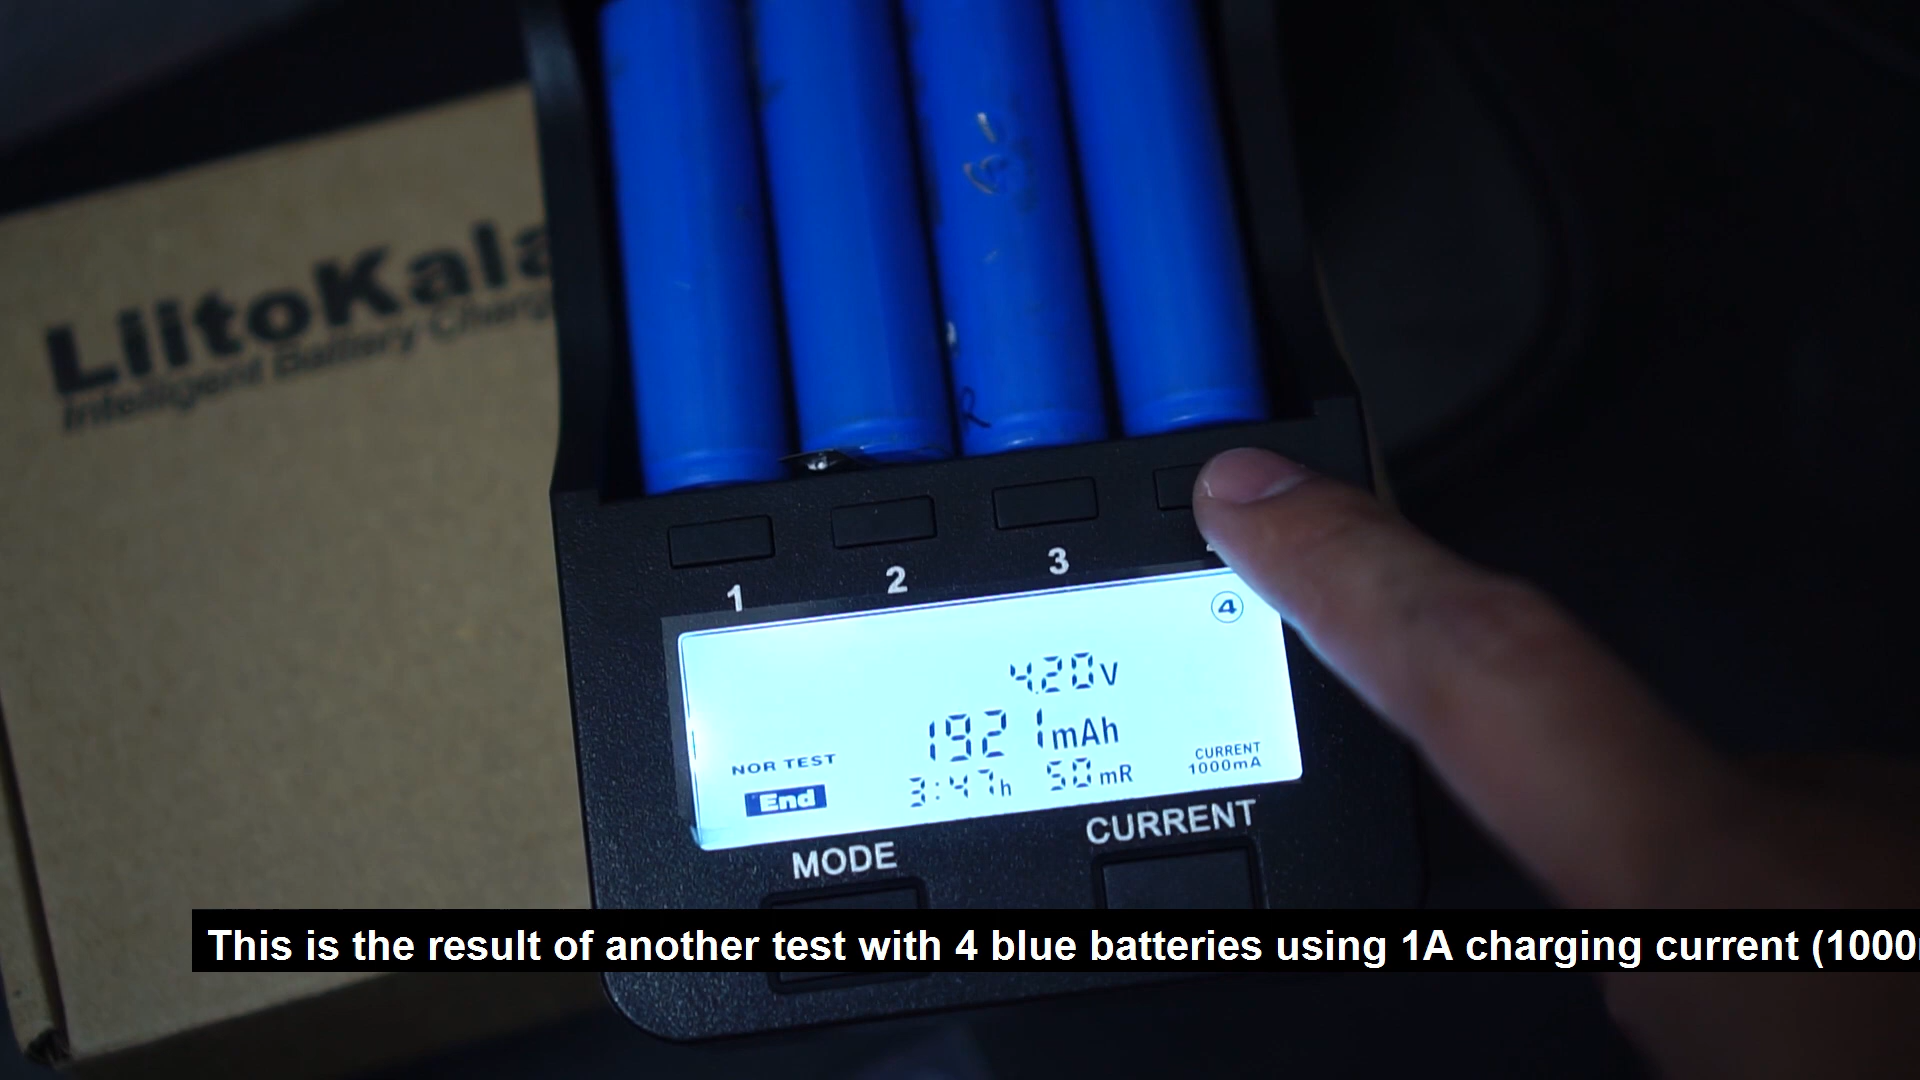 LiitoKala
Intelligent Battery Charg
1
2
3
4
4.20V
1921mAh
NOR TEST
End
3:47h
50mR
CURRENT
1000mA
MODE
CURRENT
This is the result of another test with 4 blue batteries using 1A charging current (1000